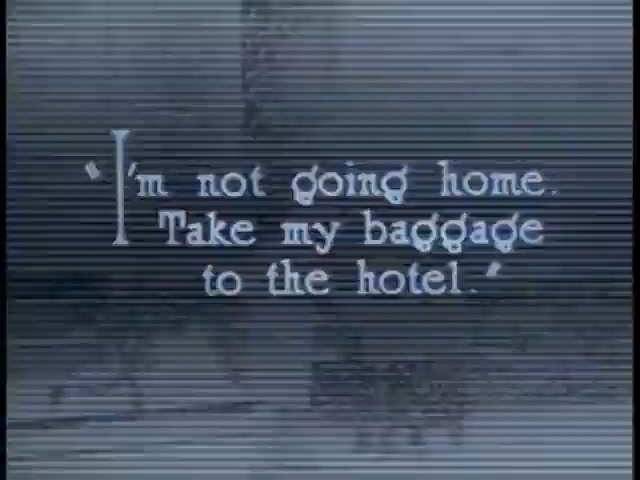 "I'm not going home.
Take my baggage
to the hotel."